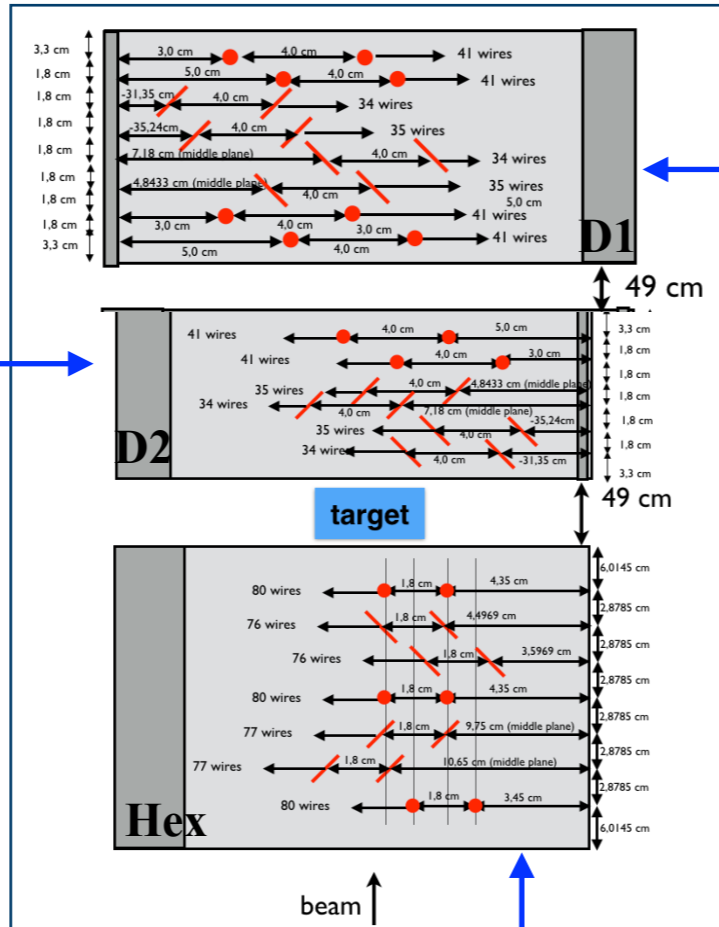 3,3 cm
3,0 cm 4,0 cm 41 wires
1,8 cm
5,0 cm 4,0 cm 41 wires
1,8 cm
-31,35 cm 4,0 cm 34 wires
1,8 cm
-35,24cm 4,0 cm 35 wires
1,8 cm
7,18 cm (middle plane) 4,0 cm 34 wires
1,8 cm
4,8433 cm (middle plane) 4,0 cm 35 wires
1,8 cm
5,0 cm
3,0 cm 4,0 cm 41 wires
1,8 cm
5,0 cm 3,0 cm 4,0 cm 41 wires
3,3 cm
D1
49 cm
41 wires 4,0 cm 5,0 cm 3,3 cm
1,8 cm
41 wires 4,0 cm 3,0 cm
1,8 cm
35 wires 4,0 cm 4,8433 cm (middle plane)
1,8 cm
34 wires 4,0 cm 7,18 cm (middle plane)
1,8 cm
35 wires 4,0 cm -35,24cm
1,8 cm
34 wires 4,0 cm -31,35 cm
3,3 cm
D2
49 cm
target
6,0145 cm
80 wires 1,8 cm 4,35 cm
2,8785 cm
76 wires 1,8 cm 4,4969 cm
2,8785 cm
76 wires 1,8 cm 3,5969 cm
2,8785 cm
80 wires 1,8 cm 4,35 cm
2,8785 cm
77 wires 1,8 cm 9,75 cm (middle plane)
2,8785 cm
77 wires 1,8 cm 10,65 cm (middle plane)
2,8785 cm
80 wires 1,8 cm 3,45 cm
6,0145 cm
Hex
beam